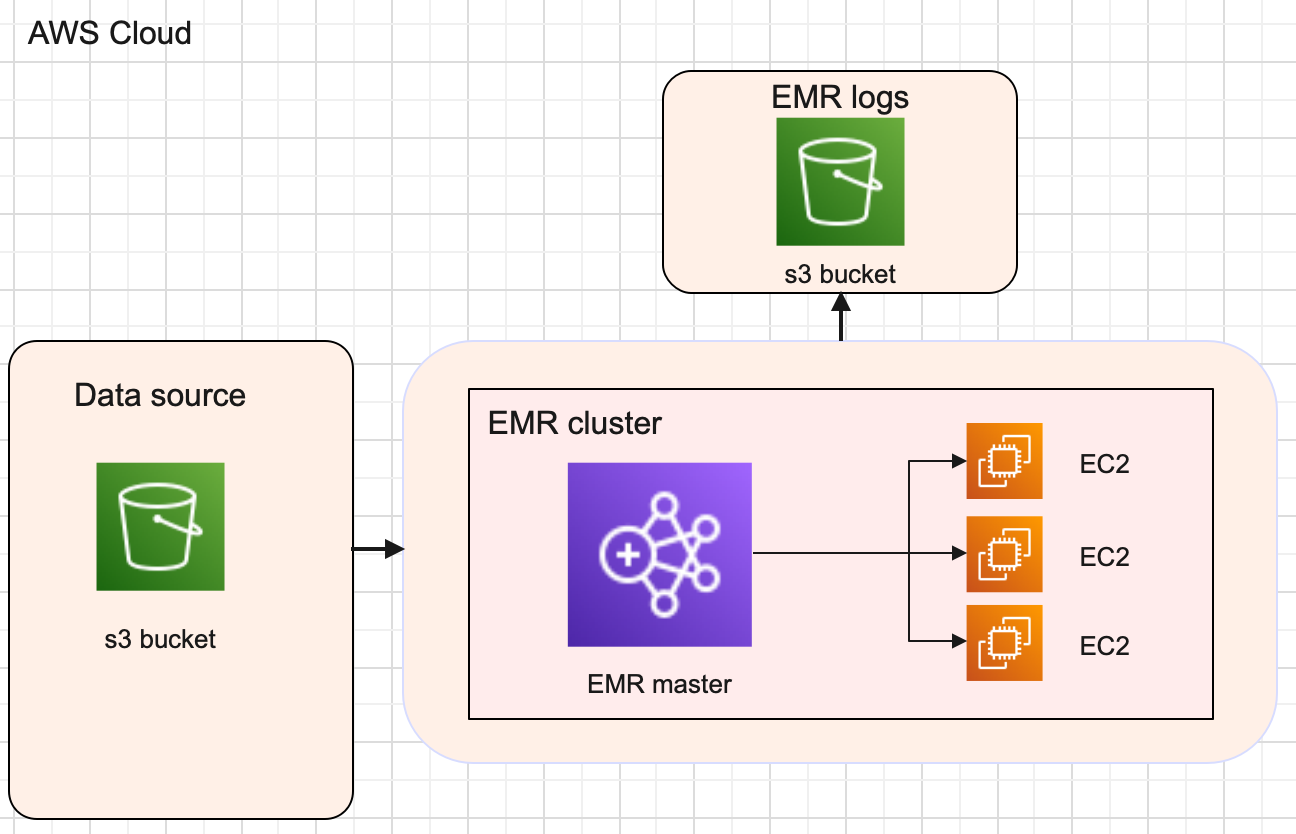 AWS Cloud
EMR logs
s3 bucket
Data source
s3 bucket
EMR cluster
EMR master
EC2
EC2
EC2